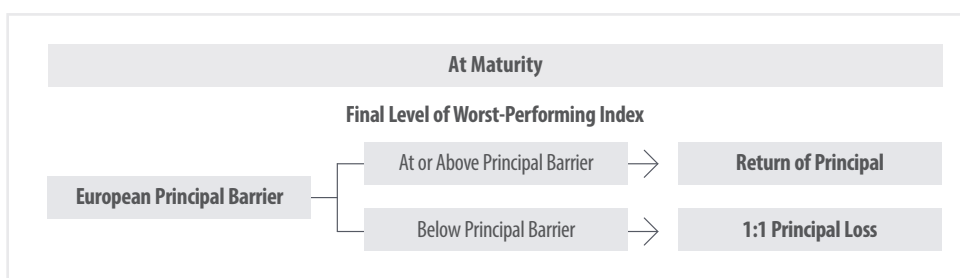 At Maturity
Final Level of Worst-Performing Index
European Principal Barrier
At or Above Principal Barrier
Return of Principal
Below Principal Barrier
1:1 Principal Loss